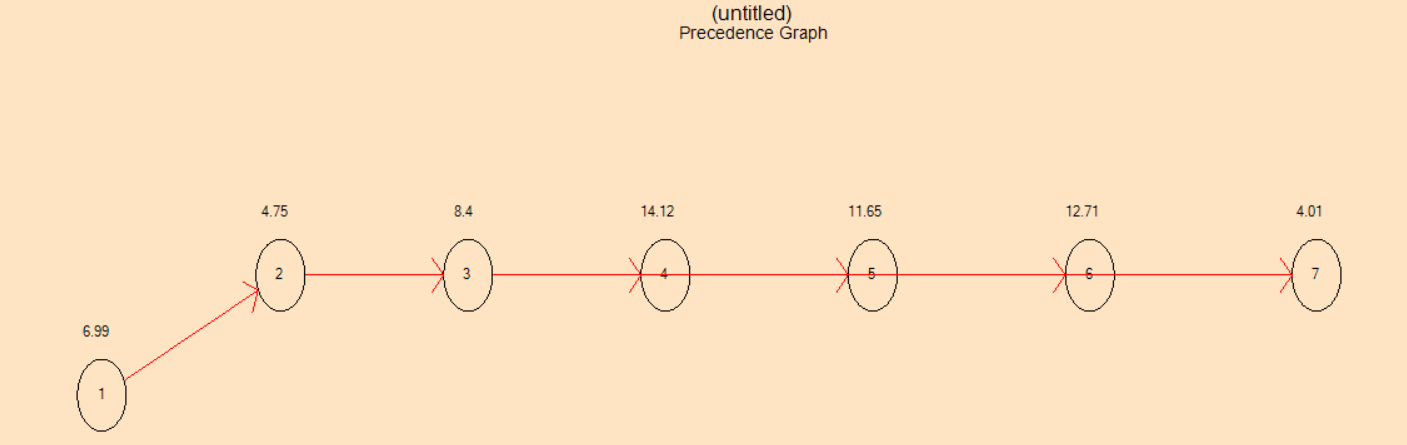 (untitled)
Precedence Graph
4.75 8.4 14.12 11.65 12.71 4.01
2 3 4 5 6 7
6.99
1